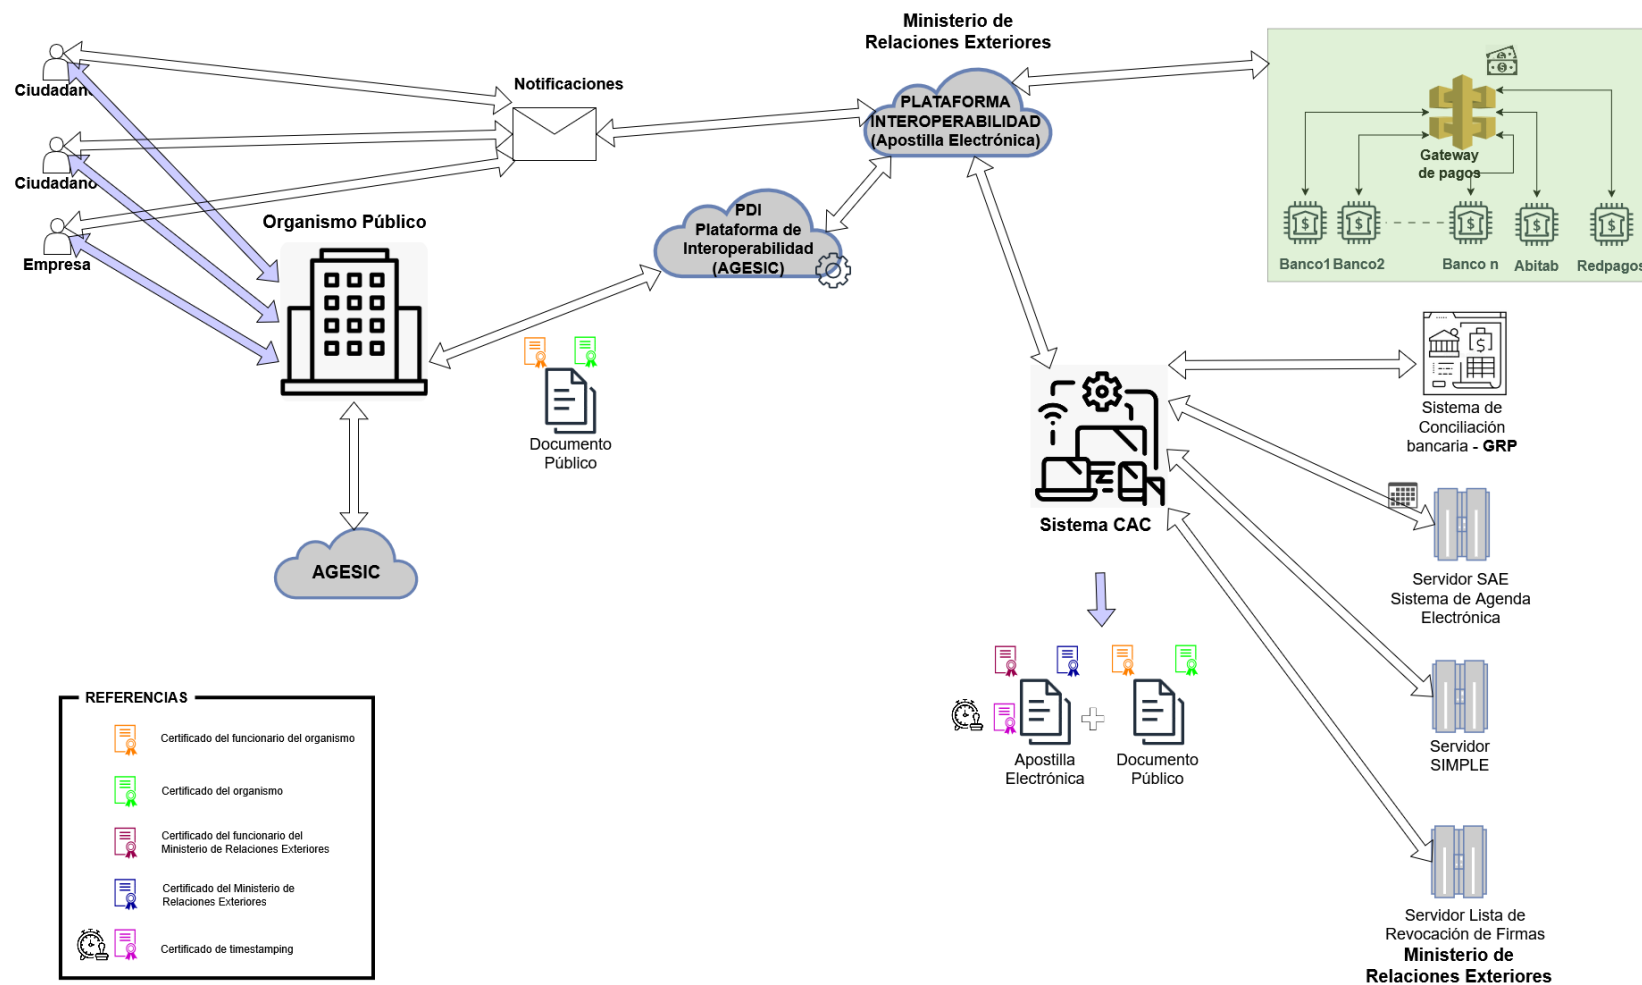 Ministerio de
Relaciones Exteriores
Ciudadano
Notificaciones
PLATAFORMA
INTEROPERABILIDAD
(Apostilla Electrónica)
Gateway
de pagos
Ciudadano
Organismo Público
PDI
Plataforma de
Interoperabilidad
(AGESIC)
Empresa
Banco1
Banco2
Banco n
Abitab
Redpagos
Documento
Público
Sistema de
Conciliación
bancaria - GRP
Sistema CAC
AGESIC
Servidor SAE
Sistema de Agenda
Electrónica
Apostilla
Electrónica
Documento
Público
Servidor
SIMPLE
REFERENCIAS
Certificado del funcionario del organismo
Certificado del organismo
Certificado del funcionario del
Ministerio de Relaciones Exteriores
Certificado del Ministerio de
Relaciones Exteriores
Certificado de timestamping
Servidor Lista de
Revocación de Firmas
Ministerio de
Relaciones Exteriores